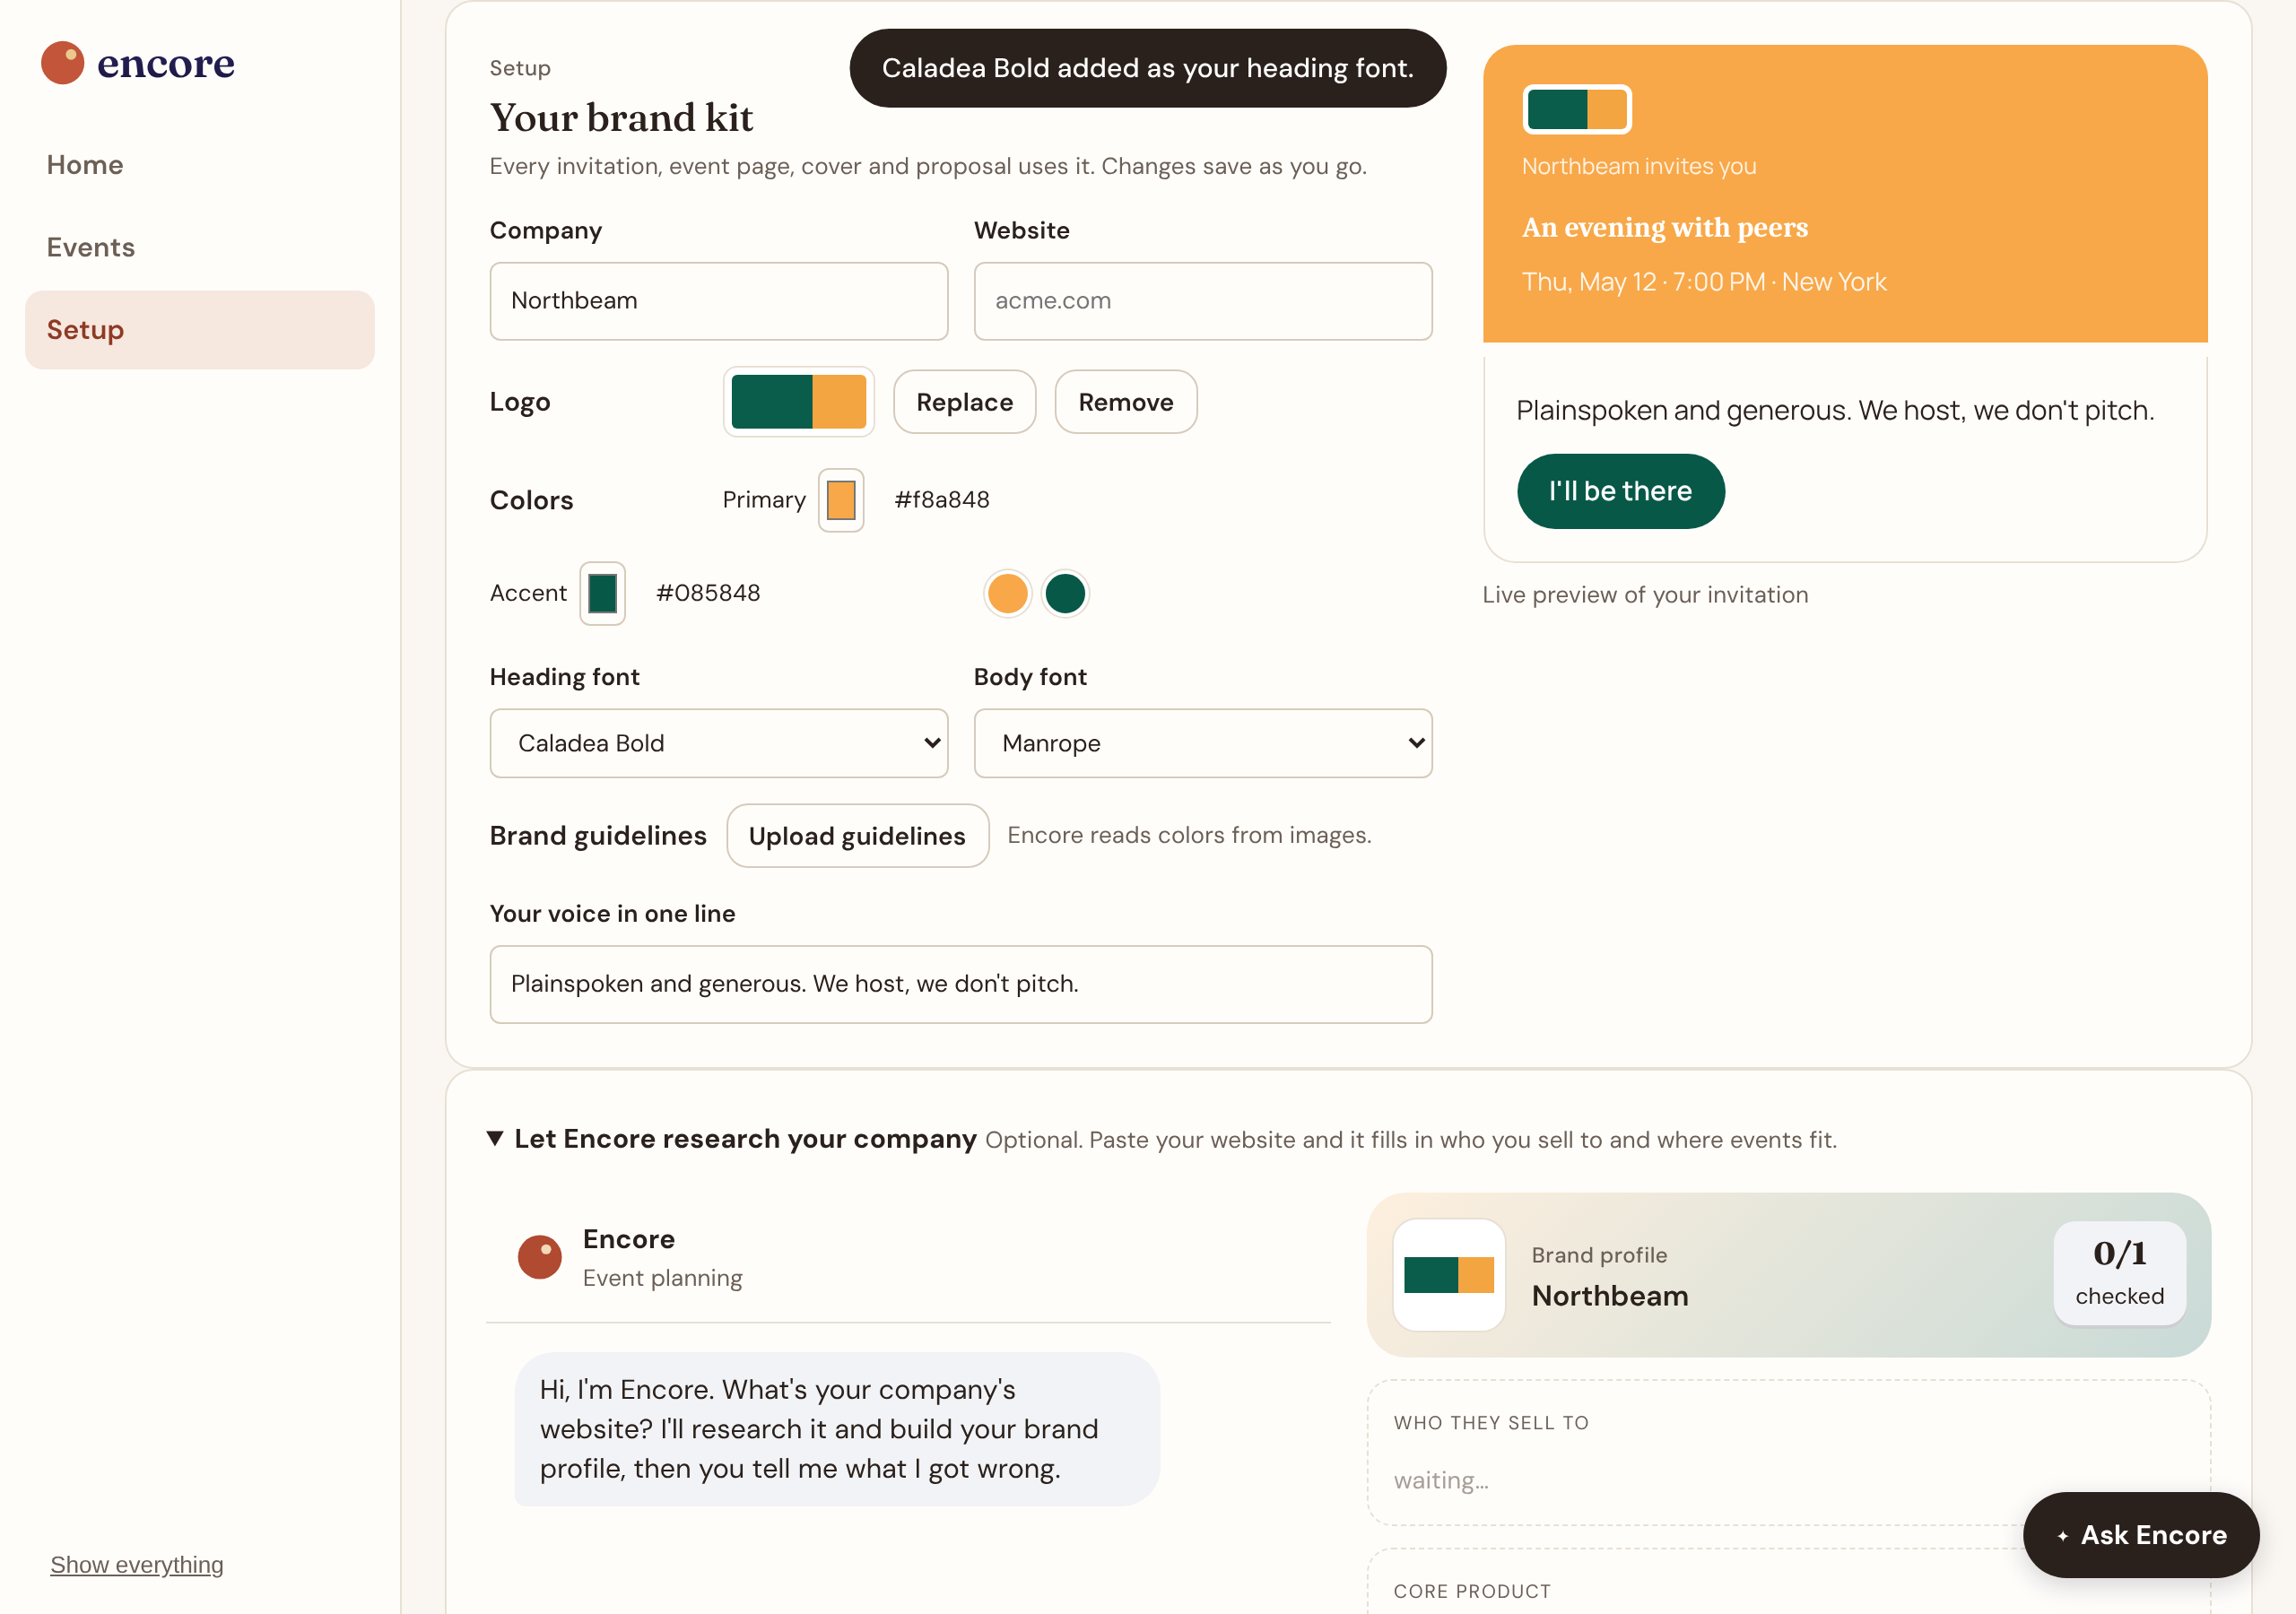 encore
Home
Events
Setup
Show everything
Setup
Caladea Bold added as your heading font.
Your brand kit
Every invitation, event page, cover and proposal uses it. Changes save as you go.
Company
Website
Northbeam
acme.com
Logo
Replace
Remove
Colors
Primary
#f8a848
Accent
#085848
Heading font
Body font
Caladea Bold
Manrope
Brand guidelines
Upload guidelines
Encore reads colors from images.
Your voice in one line
Plainspoken and generous. We host, we don't pitch.
Northbeam invites you
An evening with peers
Thu, May 12 · 7:00 PM · New York
Plainspoken and generous. We host, we don't pitch.
I'll be there
Live preview of your invitation
▼ Let Encore research your company Optional. Paste your website and it fills in who you sell to and where events fit.
Encore
Event planning
Hi, I'm Encore. What's your company's
website? I'll research it and build your brand
profile, then you tell me what I got wrong.
Brand profile
Northbeam
0/1
checked
WHO THEY SELL TO
waiting...
CORE PRODUCT
✦ Ask Encore